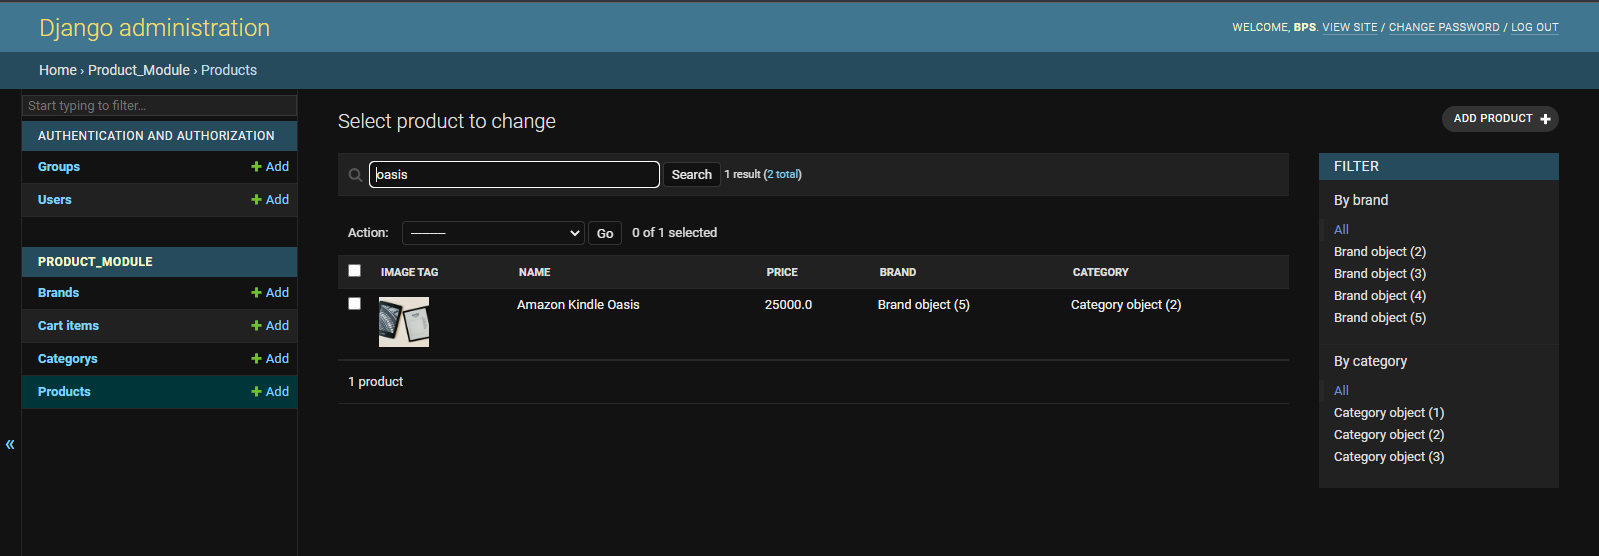 Django administration
WELCOME, BPS. VIEW SITE / CHANGE PASSWORD / LOG OUT
Home › Product_Module › Products
Start typing to filter...
AUTHENTICATION AND AUTHORIZATION
Groups + Add
Users + Add
PRODUCT_MODULE
Brands + Add
Cart items + Add
Categorys + Add
Products + Add
«
Select product to change
ADD PRODUCT +
oasis Search 1 result (2 total)
Action: --------- Go 0 of 1 selected
IMAGE TAG NAME PRICE BRAND CATEGORY
Amazon Kindle Oasis 25000.0 Brand object (5) Category object (2)
1 product
FILTER
By brand
All
Brand object (2)
Brand object (3)
Brand object (4)
Brand object (5)
By category
All
Category object (1)
Category object (2)
Category object (3)